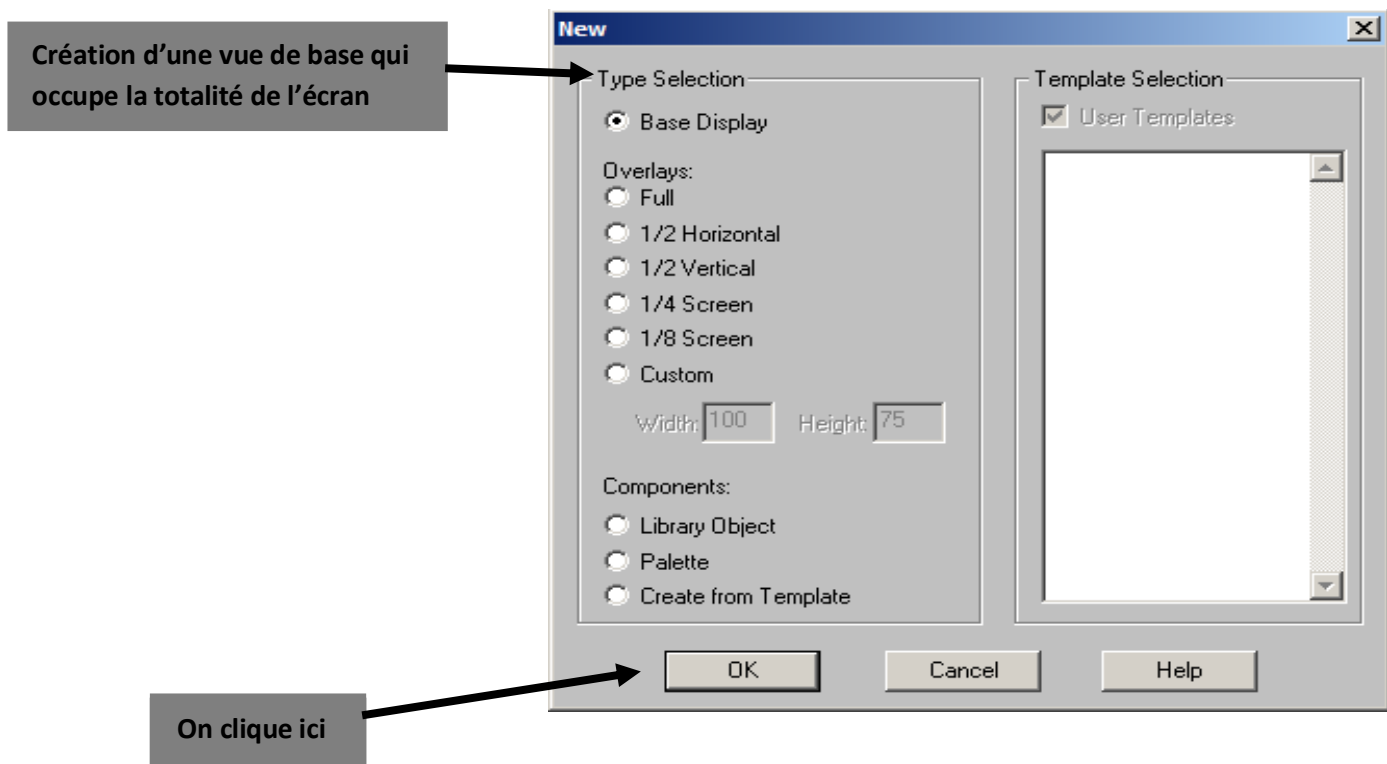 Création d’une vue de base qui
occupe la totalité de l’écran
New
Type Selection
Base Display
Overlays:
Full
1/2 Horizontal
1/2 Vertical
1/4 Screen
1/8 Screen
Custom
Width: 100 Height: 75
Components:
Library Object
Palette
Create from Template
Template Selection
User Templates
OK Cancel Help
On clique ici